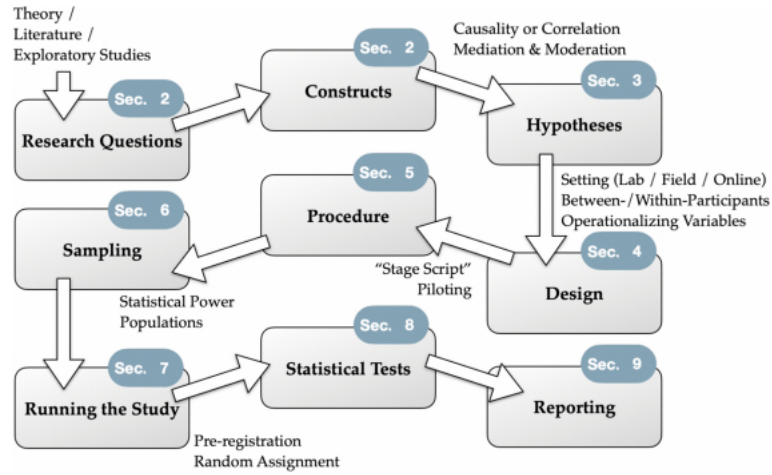 Theory /
Literature /
Exploratory Studies
Sec. 2
Research Questions
Sec. 2
Constructs
Causality or Correlation
Mediation & Moderation
Sec. 3
Hypotheses
Setting (Lab / Field / Online)
Between-/Within-Participants
Operationalizing Variables
Sec. 4
Design
"Stage Script"
Piloting
Sec. 5
Procedure
Sec. 6
Sampling
Statistical Power
Populations
Sec. 7
Running the Study
Pre-registration
Random Assignment
Sec. 8
Statistical Tests
Sec. 9
Reporting